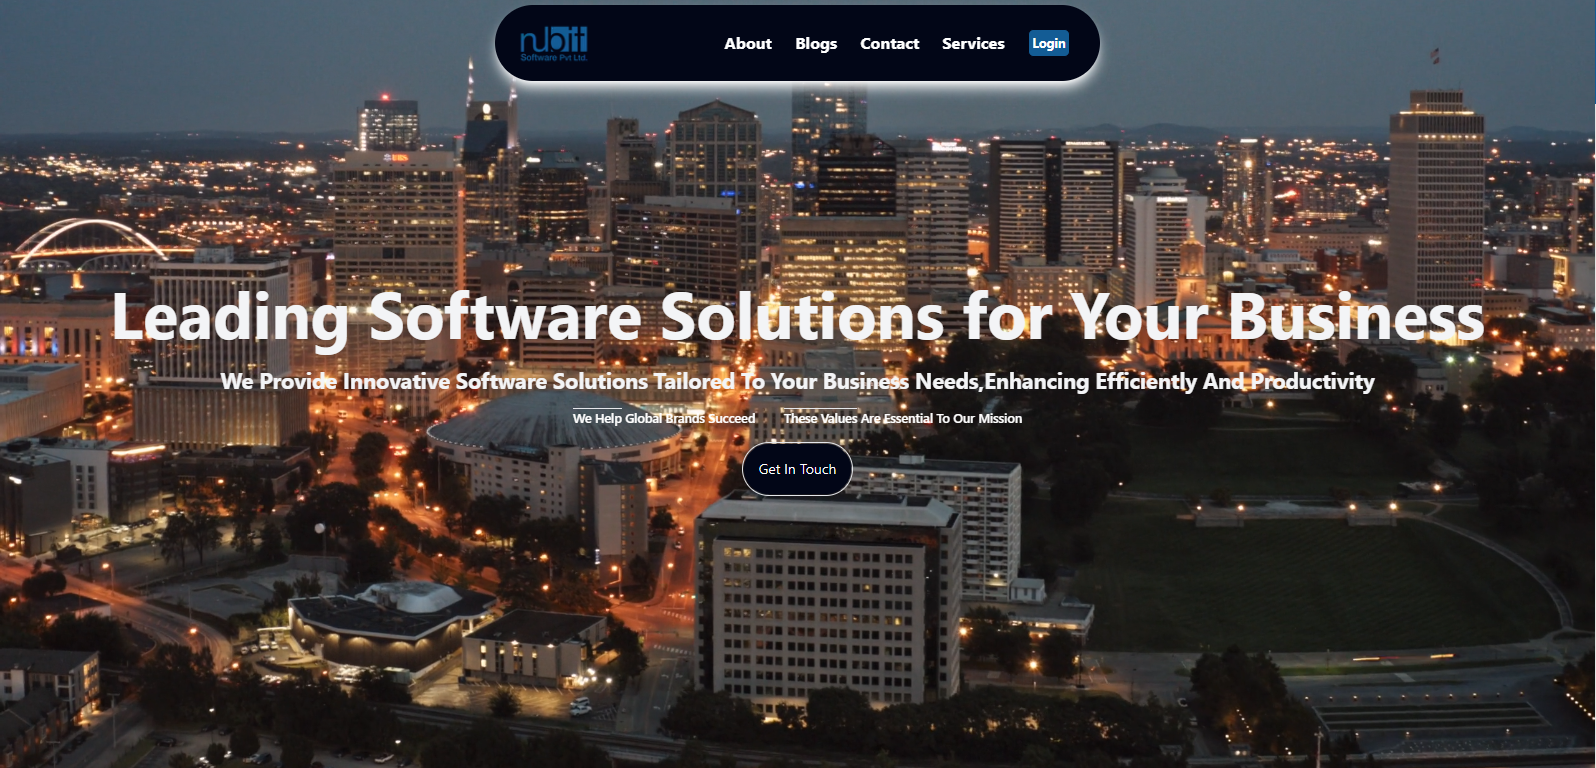 nubiti
Software Pvt Ltd.
About Blogs Contact Services Login
UBS
Leading Software Solutions for Your Business
We Provide Innovative Software Solutions Tailored To Your Business Needs,Enhancing Efficiently And Productivity
We Help Global Brands Succeed These Values Are Essential To Our Mission
Get In Touch